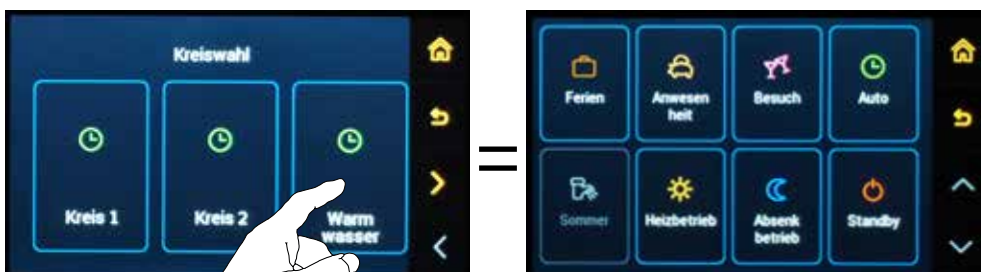 Kreiswahl
Kreis 1
Kreis 2
Warm
wasser
=
Ferien
Anwesen
heit
Besuch
Auto
Sommer
Heizbetrieb
Absenk
betrieb
Standby